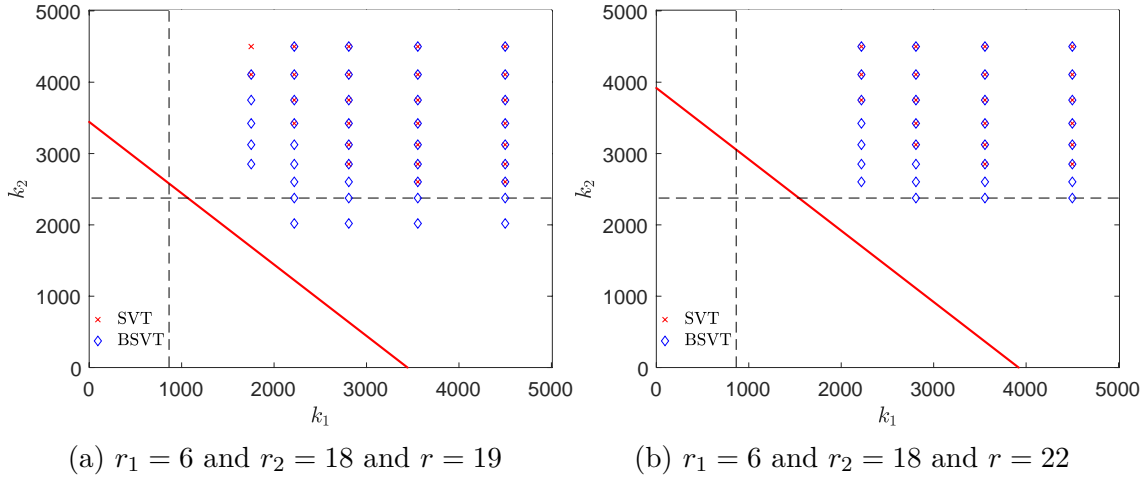 5000
4000
3000
2000
1000
0
k₂
SVT
BSVT
0 1000 2000 3000 4000 5000
k₁
(a) r₁ = 6 and r₂ = 18 and r = 19
5000
4000
3000
2000
1000
0
k₂
SVT
BSVT
0 1000 2000 3000 4000 5000
k₁
(b) r₁ = 6 and r₂ = 18 and r = 22